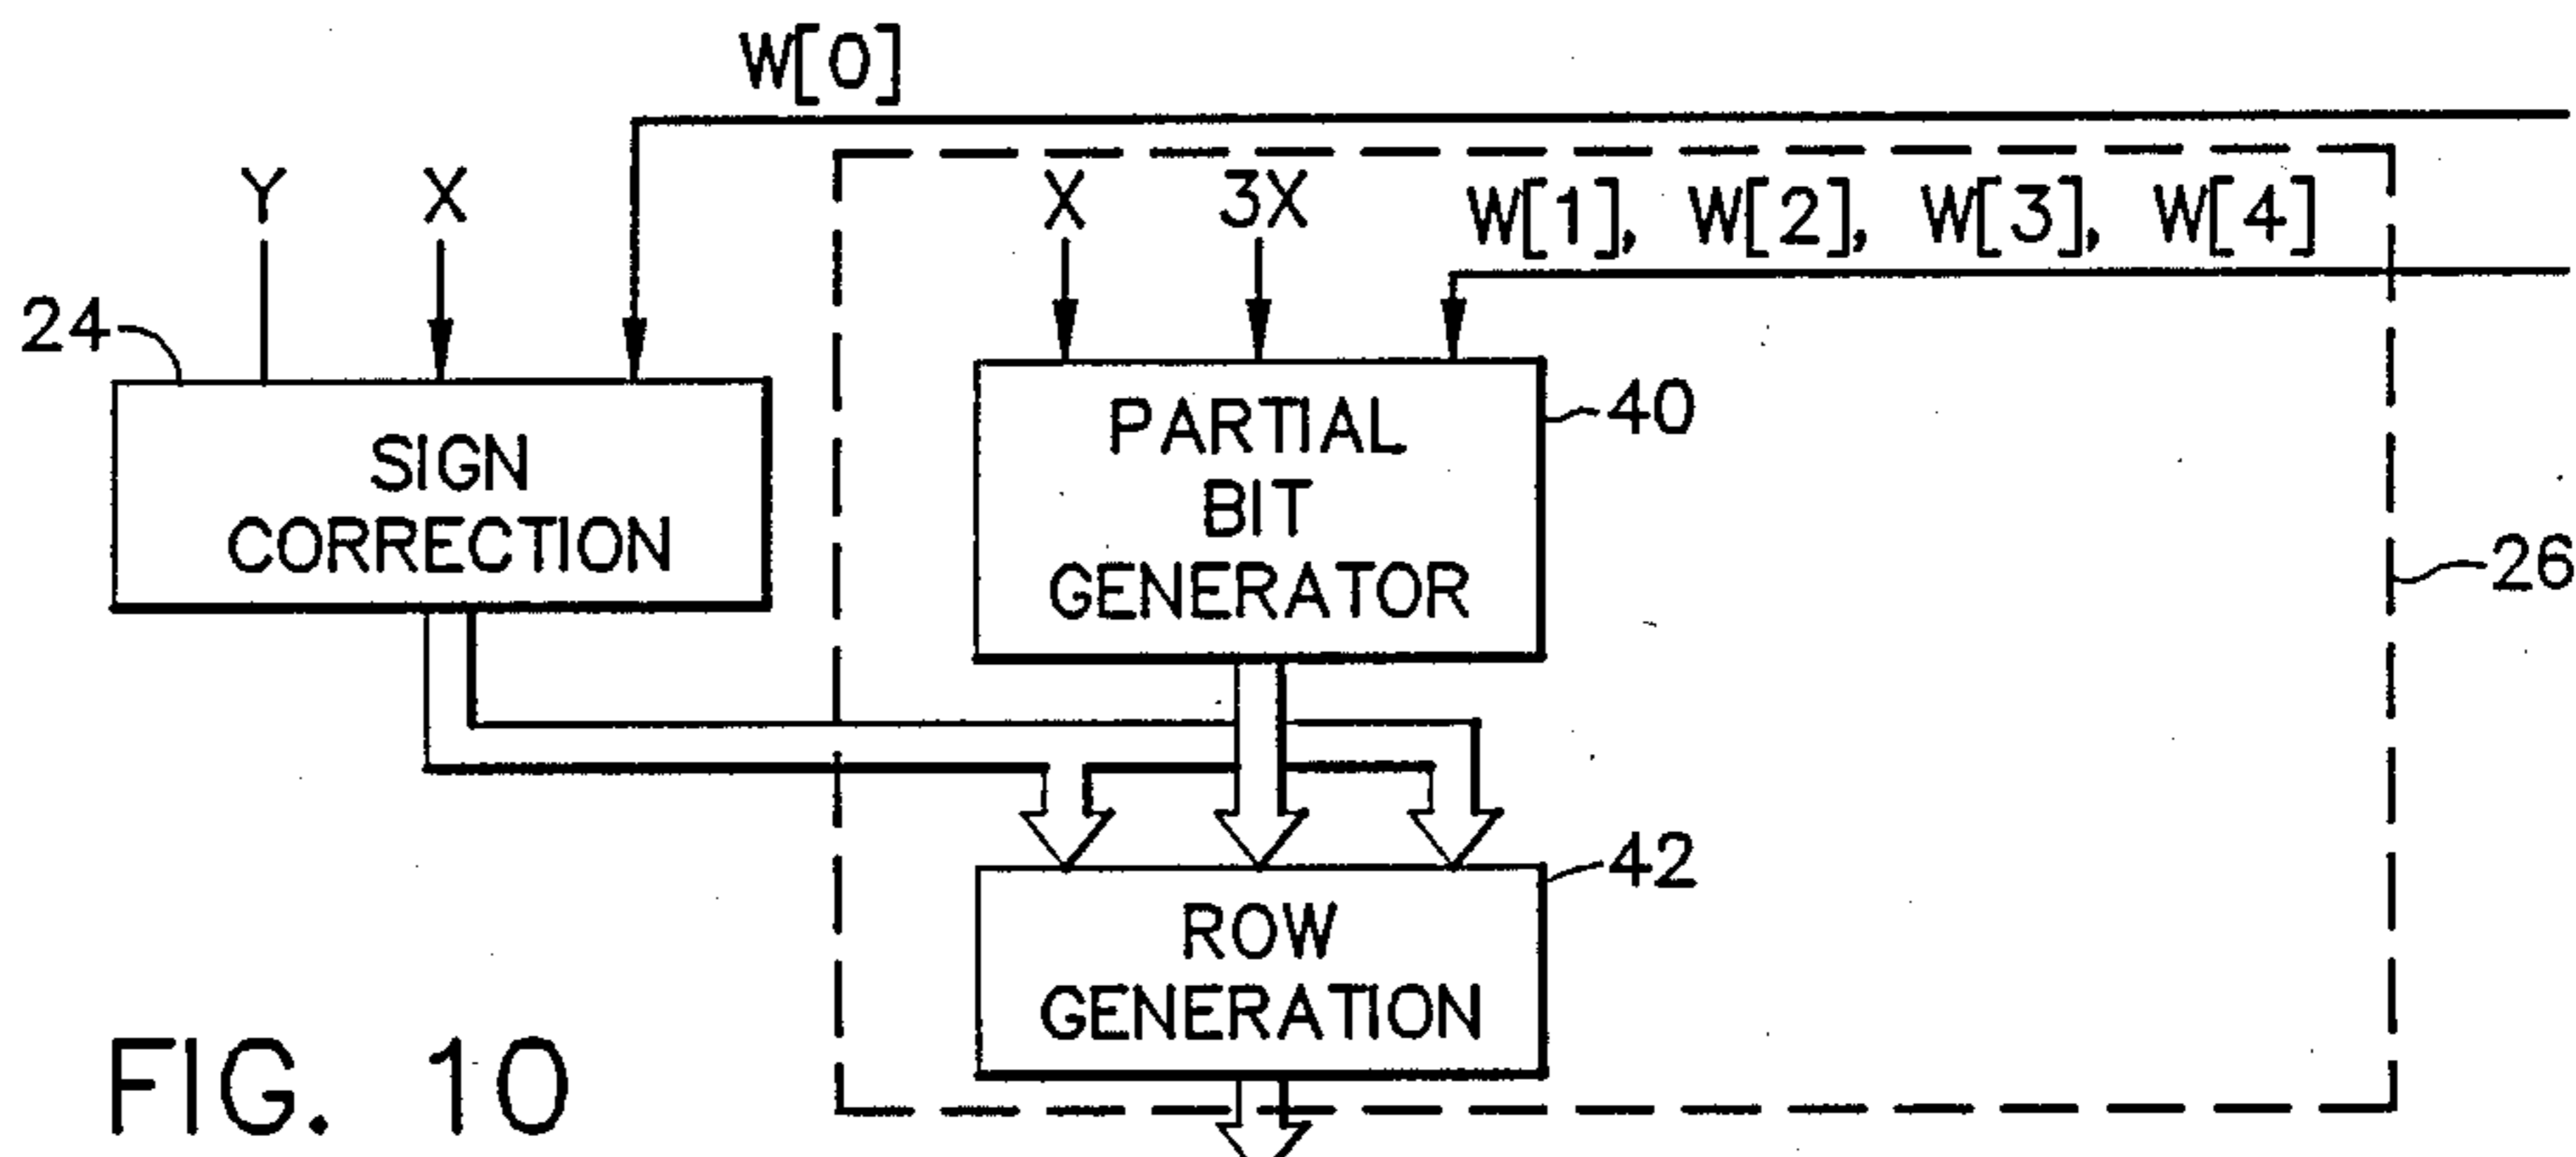 W[0]
Y X X 3X W[1], W[2], W[3], W[4]
24
SIGN
CORRECTION
PARTIAL
BIT
GENERATOR
40
26
ROW
GENERATION
42
FIG. 10